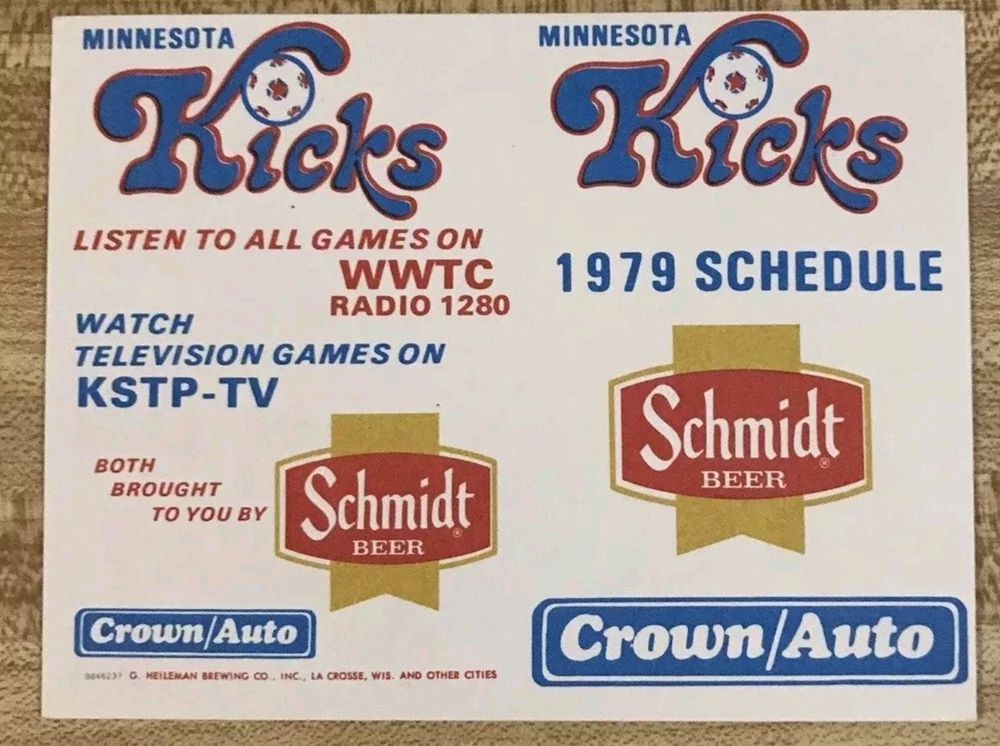 MINNESOTA
Kicks
LISTEN TO ALL GAMES ON
WWTC
RADIO 1280
WATCH
TELEVISION GAMES ON
KSTP-TV
BOTH
BROUGHT
TO YOU BY
Schmidt
BEER
Crown/Auto
G. HEILEMAN BREWING CO., INC., LA CROSSE, WIS. AND OTHER CITIES
MINNESOTA
Kicks
1979 SCHEDULE
Schmidt
BEER
Crown/Auto